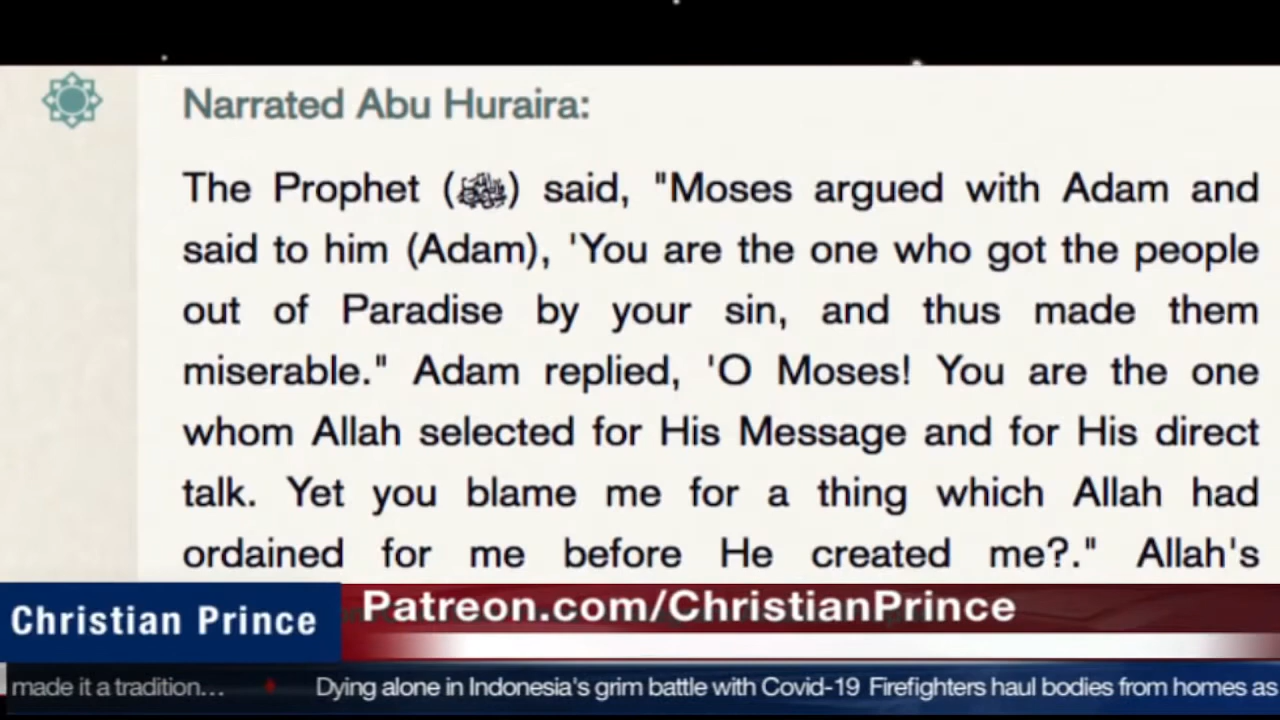 Narrated Abu Huraira:
The Prophet (ﷺ) said, "Moses argued with Adam and
said to him (Adam), 'You are the one who got the people
out of Paradise by your sin, and thus made them
miserable." Adam replied, 'O Moses! You are the one
whom Allah selected for His Message and for His direct
talk. Yet you blame me for a thing which Allah had
ordained for me before He created me?." Allah's
Christian Prince
Patreon.com/ChristianPrince
made it a tradition... Dying alone in Indonesia's grim battle with Covid-19 Firefighters haul bodies from homes as